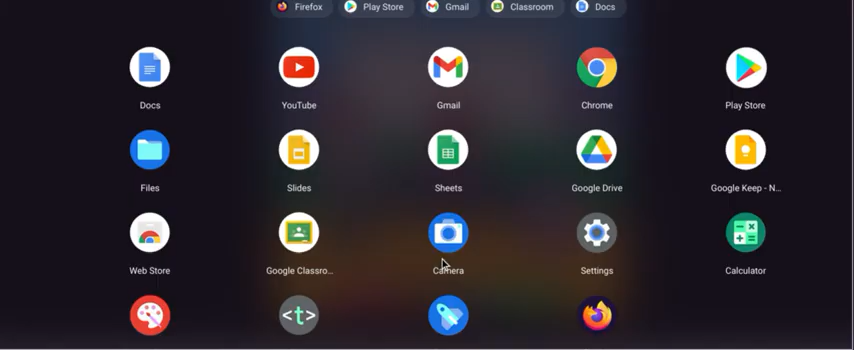 Firefox Play Store Gmail Classroom Docs
Docs YouTube Gmail Chrome Play Store
Files Slides Sheets Google Drive Google Keep - N...
Web Store Google Classro... Camera Settings Calculator
<t>